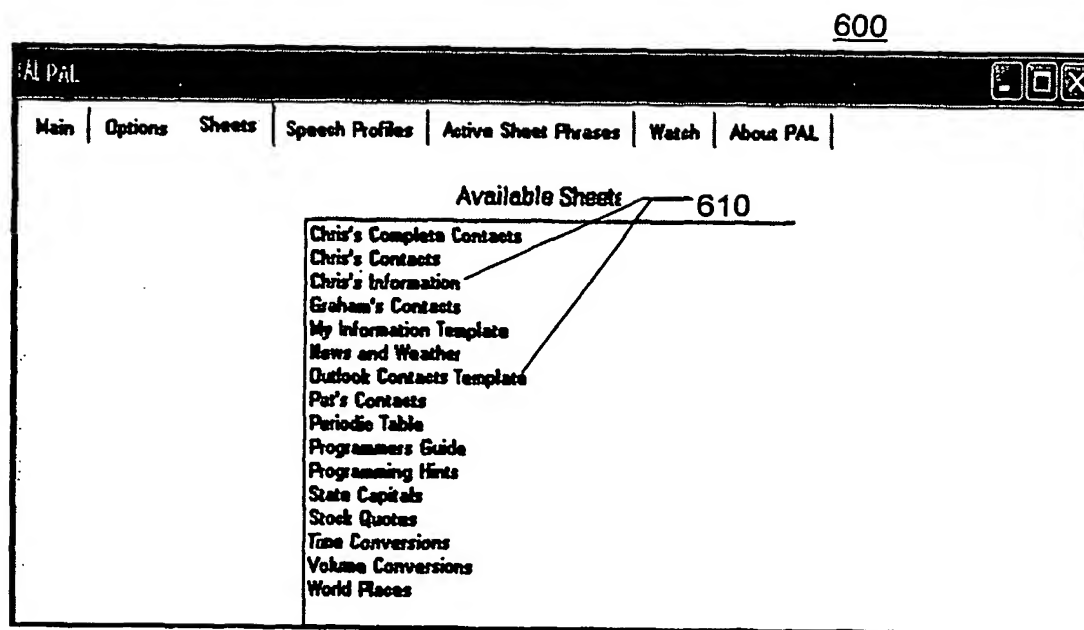 600
PAL
Main | Options Sheets | Speech Profiles | Active Sheet Phrases | Watch | About PAL |
Available Sheets 610
Chris's Complete Contacts
Chris's Contacts
Chris's Information
Graham's Contacts
My Information Template
News and Weather
Outlook Contacts Template
Pat's Contacts
Periodic Table
Programmers Guide
Programming Hints
State Capitals
Stock Quotes
Time Conversions
Volume Conversions
World Places